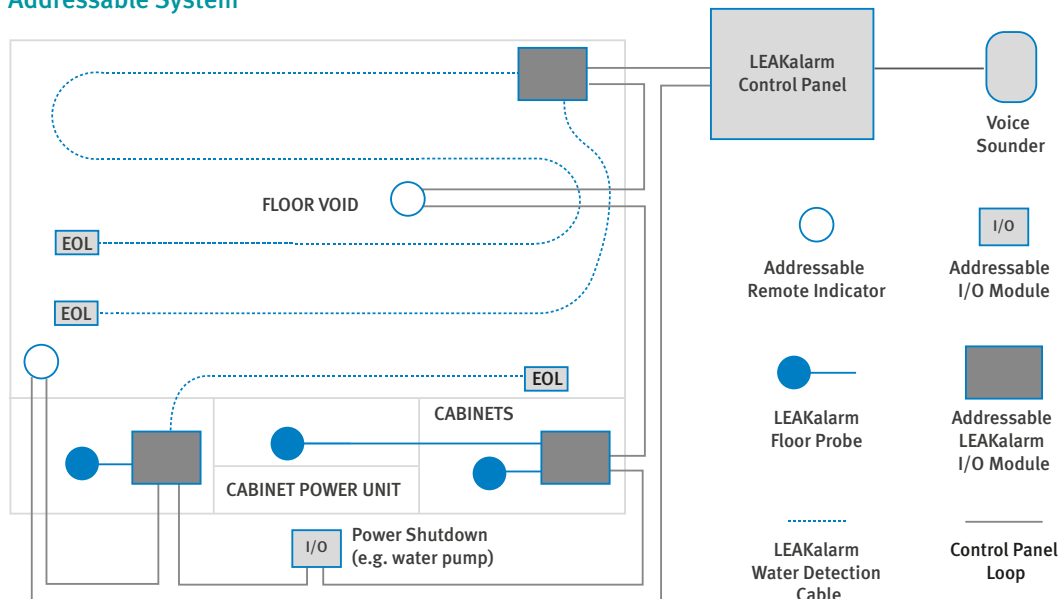 Addressable System
LEAKalarm
Control Panel
Voice
Sounder
FLOOR VOID
EOL
EOL
EOL
CABINETS
CABINET POWER UNIT
I/O
Power Shutdown
(e.g. water pump)
Addressable
Remote Indicator
I/O
Addressable
I/O Module
LEAKalarm
Floor Probe
Addressable
LEAKalarm
I/O Module
LEAKalarm
Water Detection
Cable
Control Panel
Loop